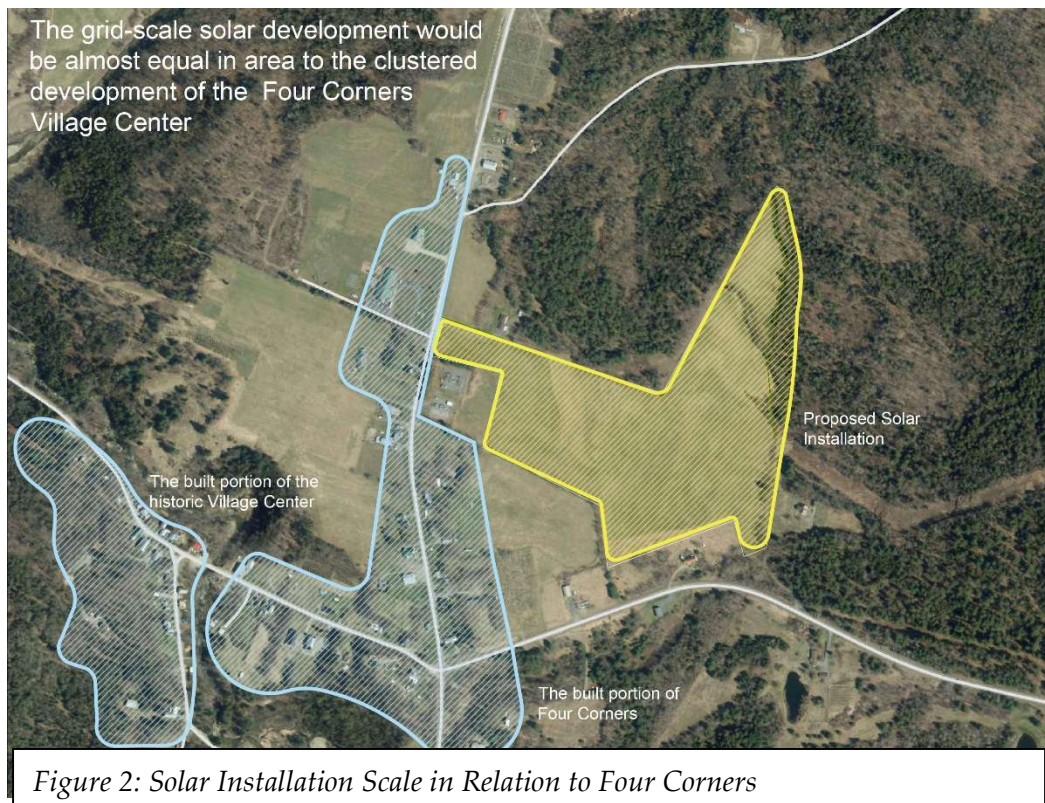 The grid-scale solar development would
be almost equal in area to the clustered
development of the Four Corners
Village Center
Proposed Solar
Installation
The built portion of the
historic Village Center
The built portion of
Four Corners
Figure 2: Solar Installation Scale in Relation to Four Corners